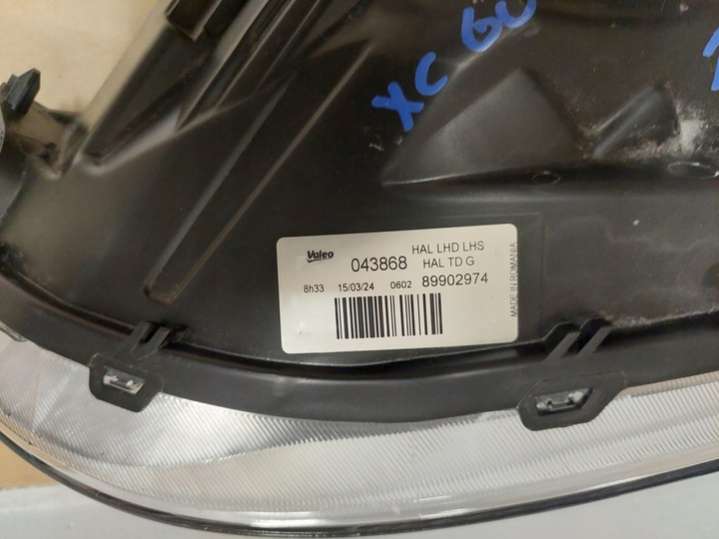 XC 60
Valeo
043868
HAL LHD LHS
HAL TD G
8h33 15/03/24 0602 89902974
MADE IN ROMANIA